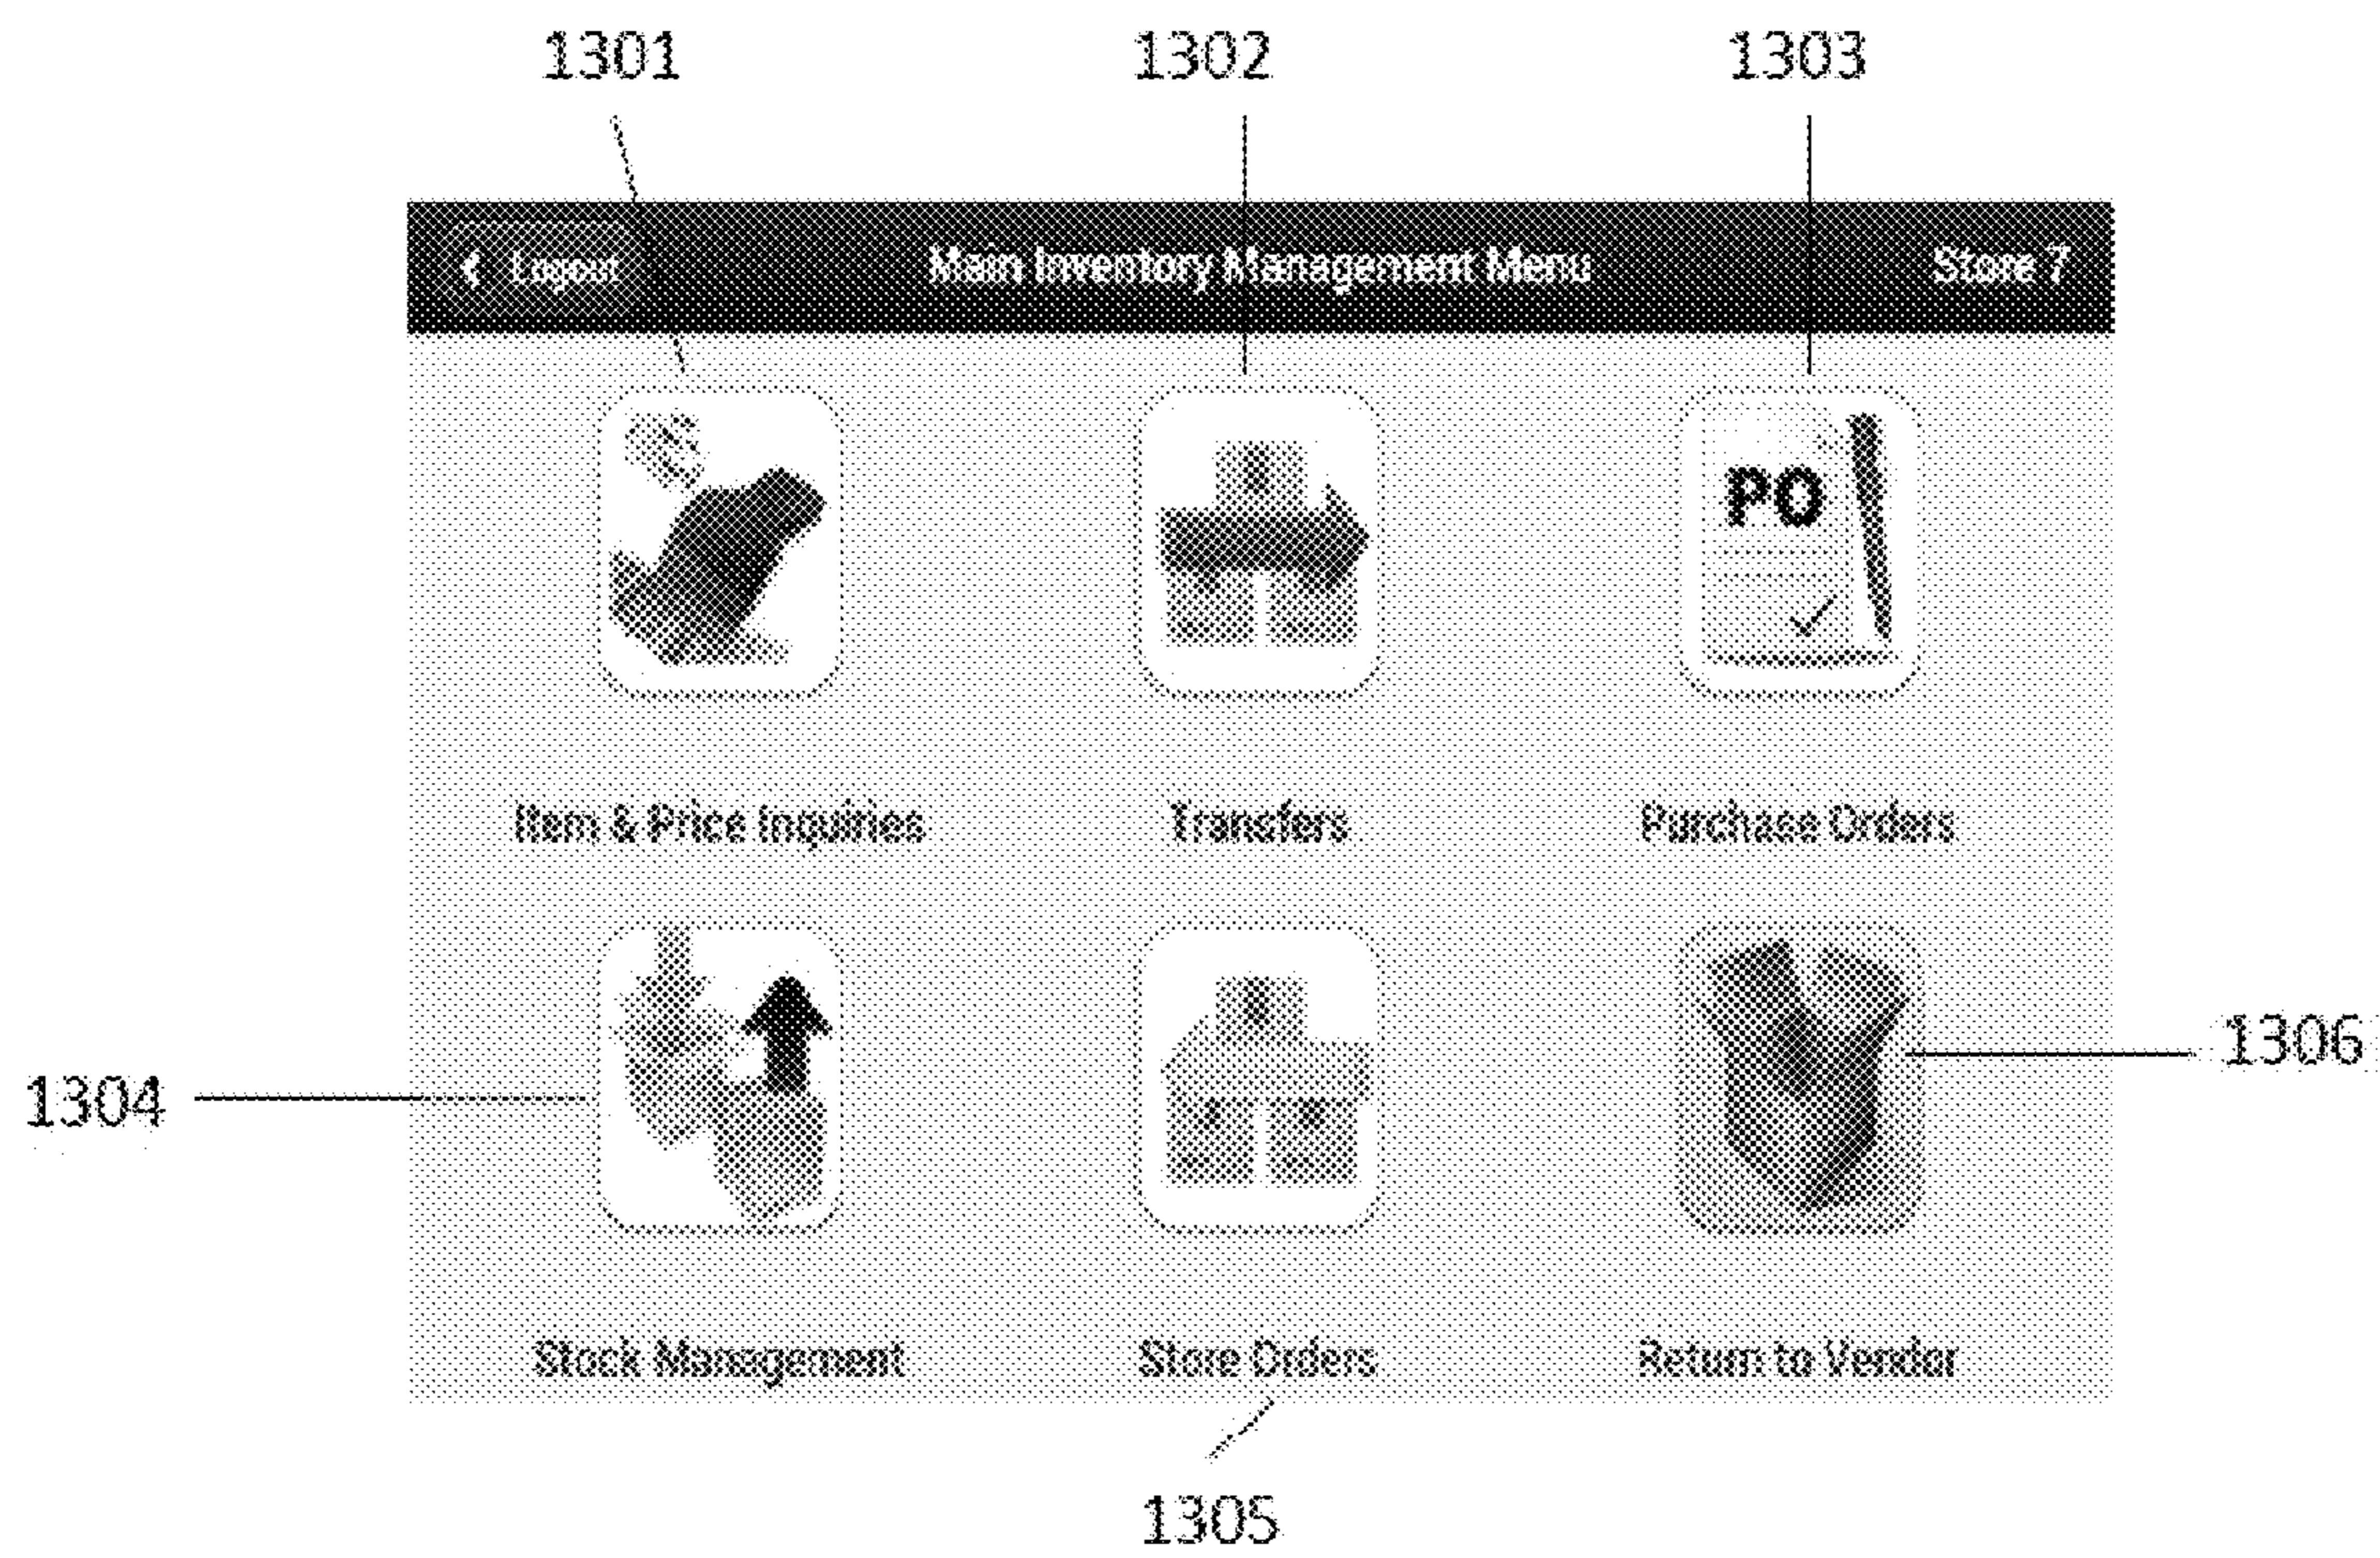 1301 1302 1303
Logout Main Inventory Management Menu Store 7
PO
Item & Price Inquiries Transfers Purchase Orders
1304
1306
Stock Management Store Orders Return to Vendor
1305